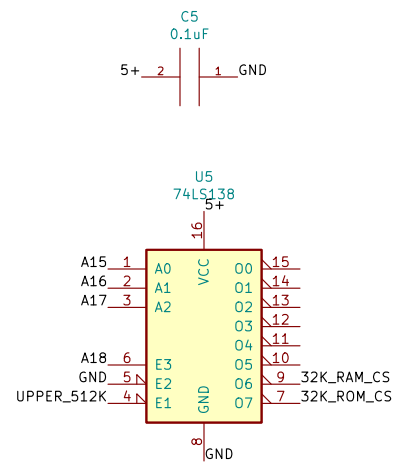 C5
0.1uF
5+ 2 1 GND
U5
74LS138
5+
16
A15 1 A0 VCC O0 15
A16 2 A1 O1 14
A17 3 A2 O2 13
O3 12
O4 11
A18 6 E3 O5 10
GND 5 E2 O6 9 32K_RAM_CS
UPPER_512K 4 E1 GND O7 7 32K_ROM_CS
8
GND